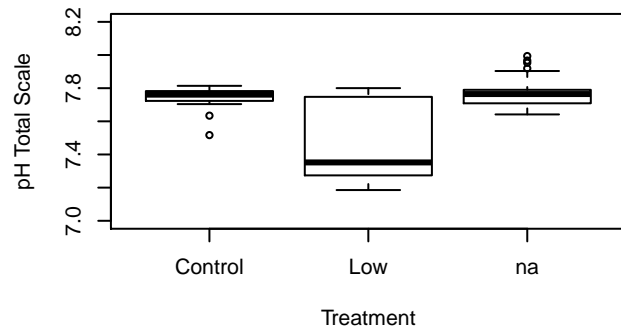 pH Total Scale
8.2
7.8
7.4
7.0
Control Low na
Treatment